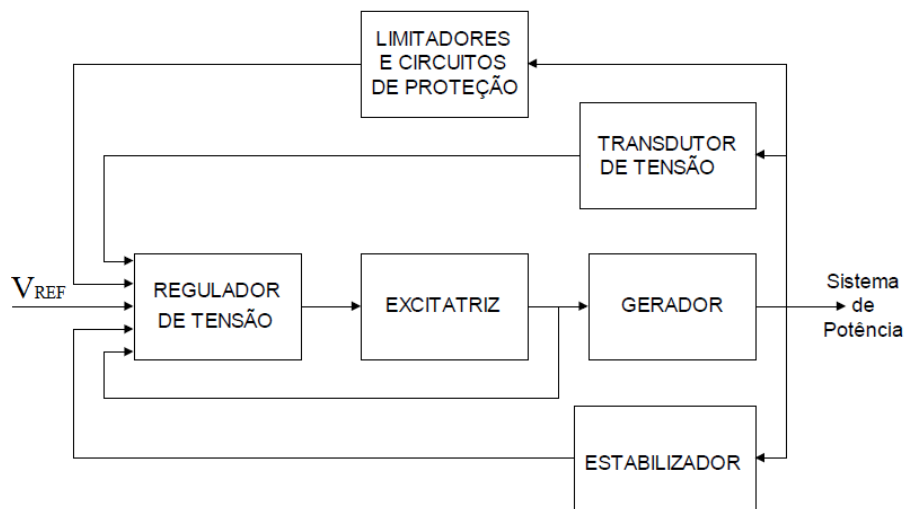 LIMITADORES
E CIRCUITOS
DE PROTEÇÃO
TRANSDUTOR
DE TENSÃO
VREF
REGULADOR
DE TENSÃO
EXCITATRIZ
GERADOR
Sistema
de
Potência
ESTABILIZADOR